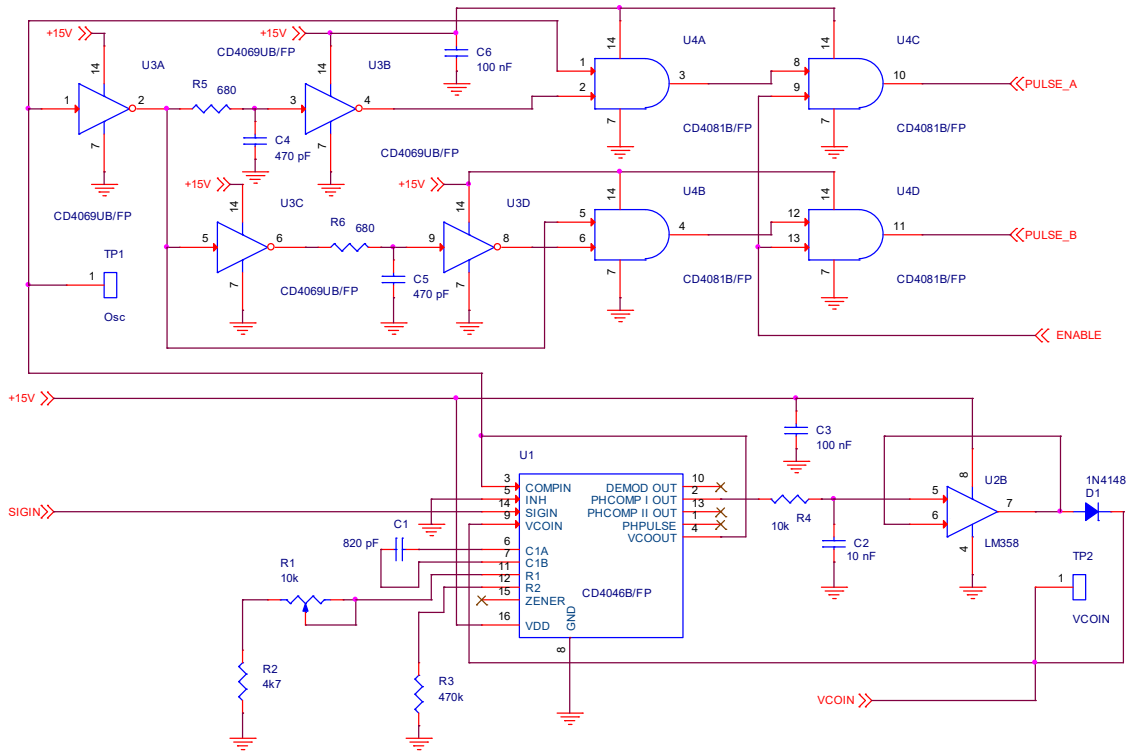 +15V
CD4069UB/FP
U3A
14
1
2
7
CD4069UB/FP
R5
680
C4
470 pF
+15V
U3B
14
3
4
7
CD4069UB/FP
C6
100 nF
U4A
14
1
2
3
7
CD4081B/FP
U4C
14
8
9
10
7
CD4081B/FP
PULSE_A
+15V
U3C
14
5
6
7
CD4069UB/FP
R6
680
C5
470 pF
+15V
U3D
14
9
8
7
U4B
14
5
6
4
7
CD4081B/FP
U4D
14
12
13
11
7
CD4081B/FP
PULSE_B
TP1
1
Osc
ENABLE
+15V
C3
100 nF
U1
3
COMPIN
5
INH
14
SIGIN
9
VCOIN
6
C1A
7
C1B
11
R1
12
R2
15
ZENER
16
VDD
GND
8
CD4046B/FP
10
DEMOD OUT
2
PHCOMP I OUT
13
PHCOMP II OUT
1
PHPULSE
4
VCOOUT
SIGIN
C1
820 pF
R1
10k
R2
4k7
R3
470k
10k
R4
C2
10 nF
U2B
8
5
6
7
4
LM358
1N4148
D1
TP2
1
VCOIN
VCOIN